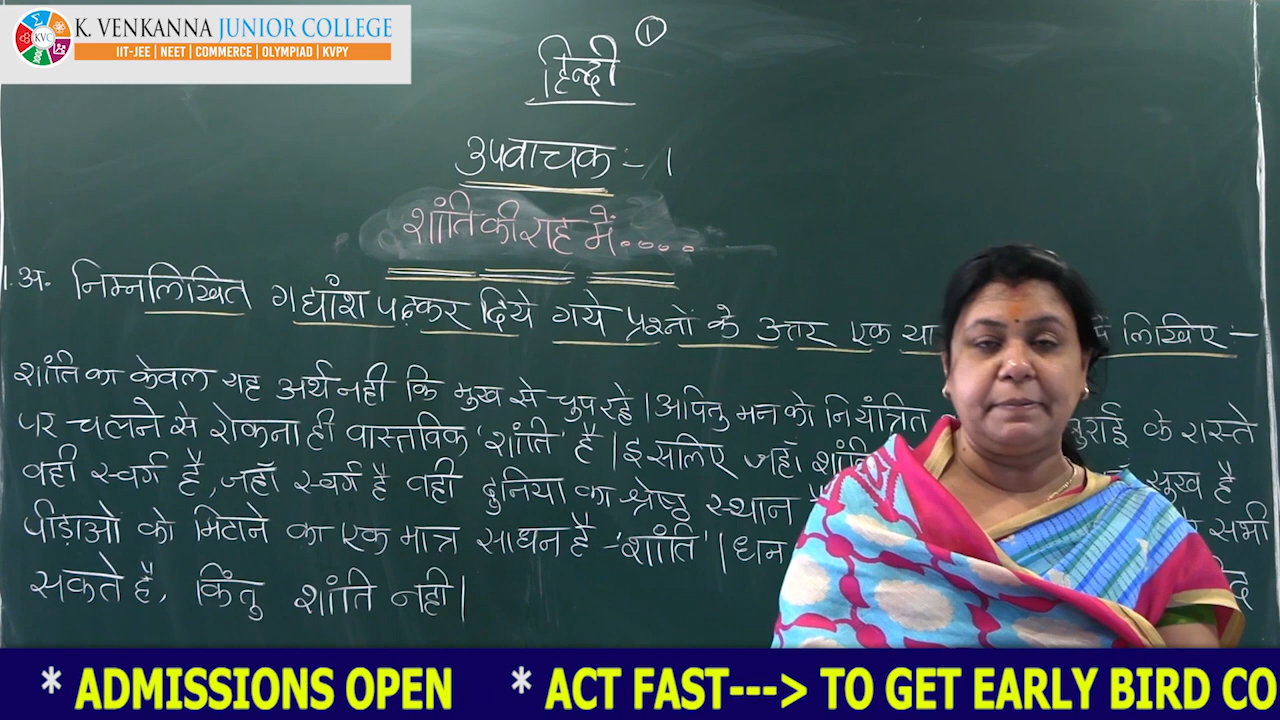 K. VENKANNA JUNIOR COLLEGE
IIT-JEE | NEET | COMMERCE | OLYMPIAD | KVPY
KVC
1
हिन्दी
उपवाचक :- 1
शांति की राह में....
1. अ. निम्नलिखित गद्यांश पढ़कर दिये गये प्रश्नों के उत्तर एक या में लिखिए :-
शांति का केवल यह अर्थ नही कि मुख से चुप रहें । अपितु मन को नियंत्रित बुराई के रास्ते
पर चलने से रोकना ही वास्तविक 'शांति' है । इसलिए जहाँ सुख है
वही स्वर्ग है, जहाँ स्वर्ग है वही दुनिया का श्रेष्ठ स्थान सभी
पीड़ाओ को मिटाने का एक मात्र साधन है - 'शांति' । धन
सकते है, किंतु शांति नही ।
* ADMISSIONS OPEN * ACT FAST---> TO GET EARLY BIRD CO